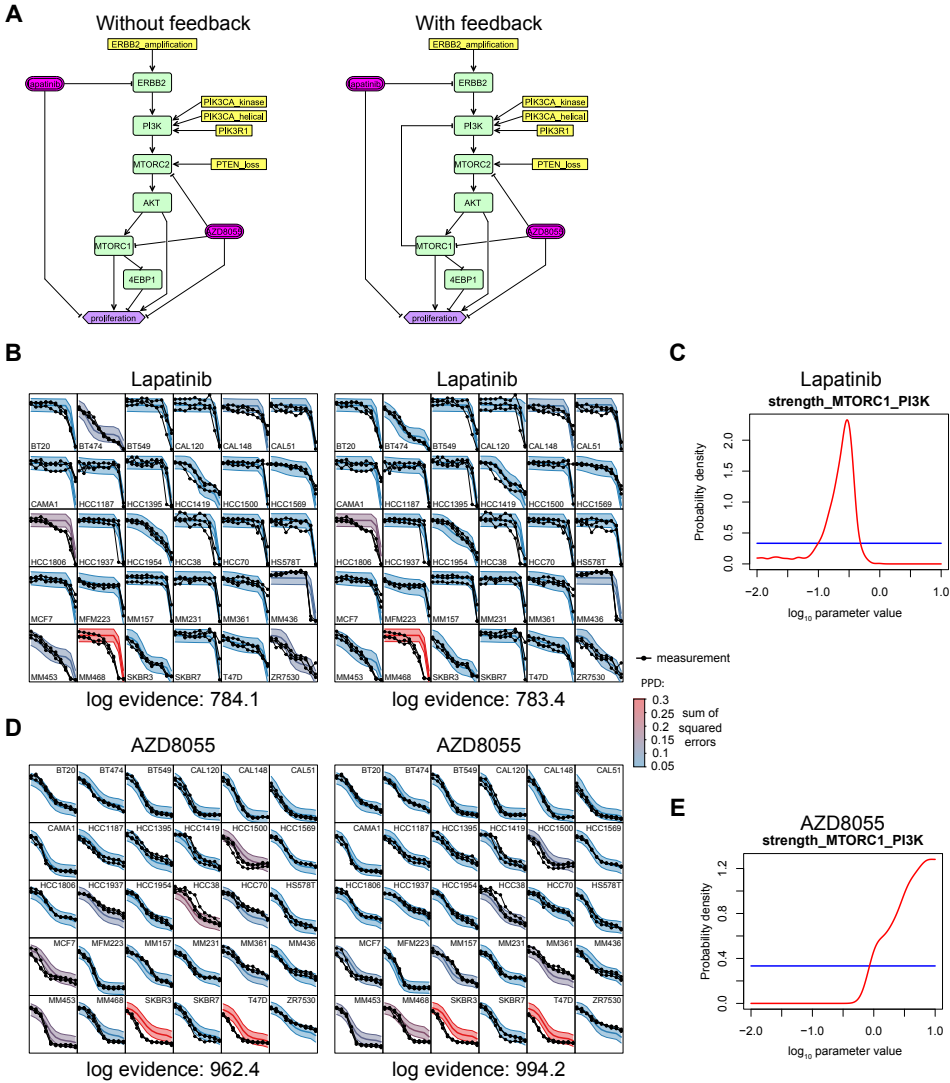 A
Without feedback
With feedback
ERBB2_amplification
lapatinib
ERBB2
PIK3CA_kinase
PIK3CA_helical
PI3K
PIK3R1
MTORC2
PTEN_loss
AKT
AZD8055
MTORC1
4EBP1
proliferation
ERBB2_amplification
lapatinib
ERBB2
PIK3CA_kinase
PIK3CA_helical
PI3K
PIK3R1
MTORC2
PTEN_loss
AKT
AZD8055
MTORC1
4EBP1
proliferation
B
Lapatinib
BT20 BT474 BT549 CAL120 CAL148 CAL51
CAMA1 HCC1187 HCC1395 HCC1419 HCC1500 HCC1569
HCC1806 HCC1937 HCC1954 HCC38 HCC70 HS578T
MCF7 MFM223 MM157 MM231 MM361 MM436
MM453 MM468 SKBR3 SKBR7 T47D ZR7530
log evidence: 784.1
Lapatinib
BT20 BT474 BT549 CAL120 CAL148 CAL51
CAMA1 HCC1187 HCC1395 HCC1419 HCC1500 HCC1569
HCC1806 HCC1937 HCC1954 HCC38 HCC70 HS578T
MCF7 MFM223 MM157 MM231 MM361 MM436
MM453 MM468 SKBR3 SKBR7 T47D ZR7530
log evidence: 783.4
C
Lapatinib
strength_MTORC1_PI3K
Probability density
2.0
1.5
1.0
0.5
0.0
-2.0 -1.0 0.0 1.0
log10 parameter value
measurement
PPD:
0.3
0.25
0.2
0.15
0.1
0.05
sum of
squared
errors
D
AZD8055
BT20 BT474 BT549 CAL120 CAL148 CAL51
CAMA1 HCC1187 HCC1395 HCC1419 HCC1500 HCC1569
HCC1806 HCC1937 HCC1954 HCC38 HCC70 HS578T
MCF7 MFM223 MM157 MM231 MM361 MM436
MM453 MM468 SKBR3 SKBR7 T47D ZR7530
log evidence: 962.4
AZD8055
BT20 BT474 BT549 CAL120 CAL148 CAL51
CAMA1 HCC1187 HCC1395 HCC1419 HCC1500 HCC1569
HCC1806 HCC1937 HCC1954 HCC38 HCC70 HS578T
MCF7 MFM223 MM157 MM231 MM361 MM436
MM453 MM468 SKBR3 SKBR7 T47D ZR7530
log evidence: 994.2
E
AZD8055
strength_MTORC1_PI3K
Probability density
1.2
0.8
0.4
0.0
−2.0 −1.0 0.0 1.0
log10 parameter value